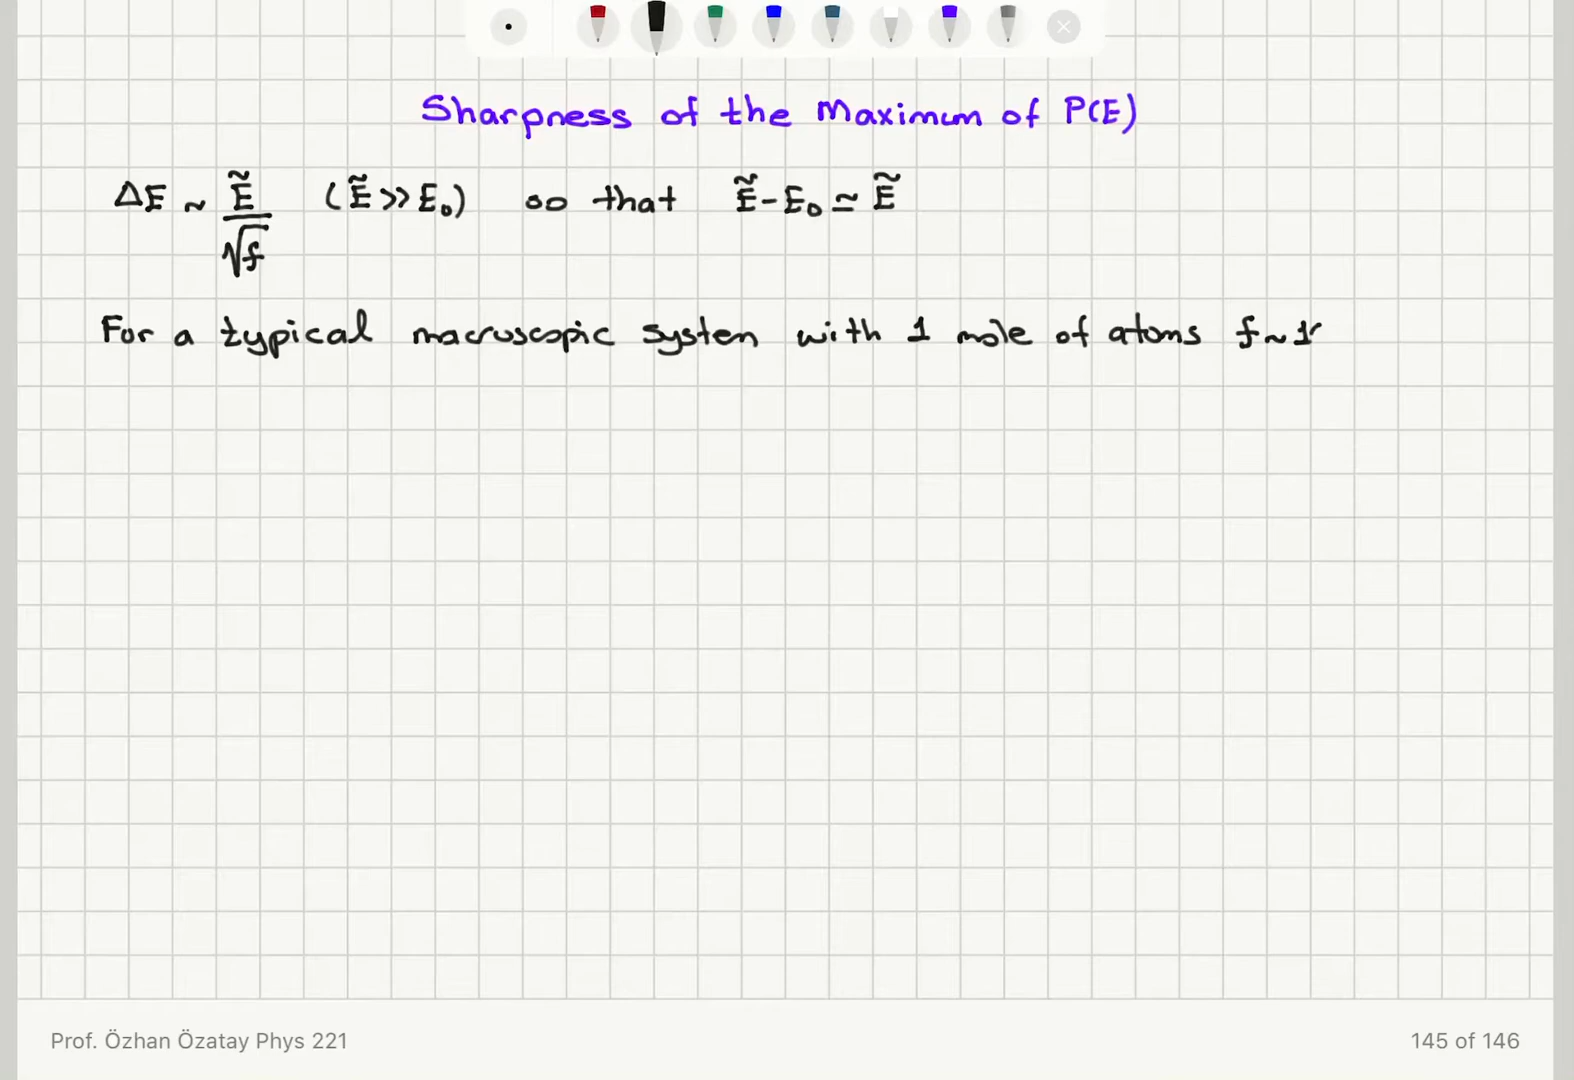 Sharpness of the Maximum of P(E)
ΔE ~ Ẽ/√f (Ẽ >> E₀) so that Ẽ - E₀ ≃ Ẽ
For a typical macroscopic system with 1 mole of atoms f ~ 1
Prof. Özhan Özatay Phys 221
145 of 146